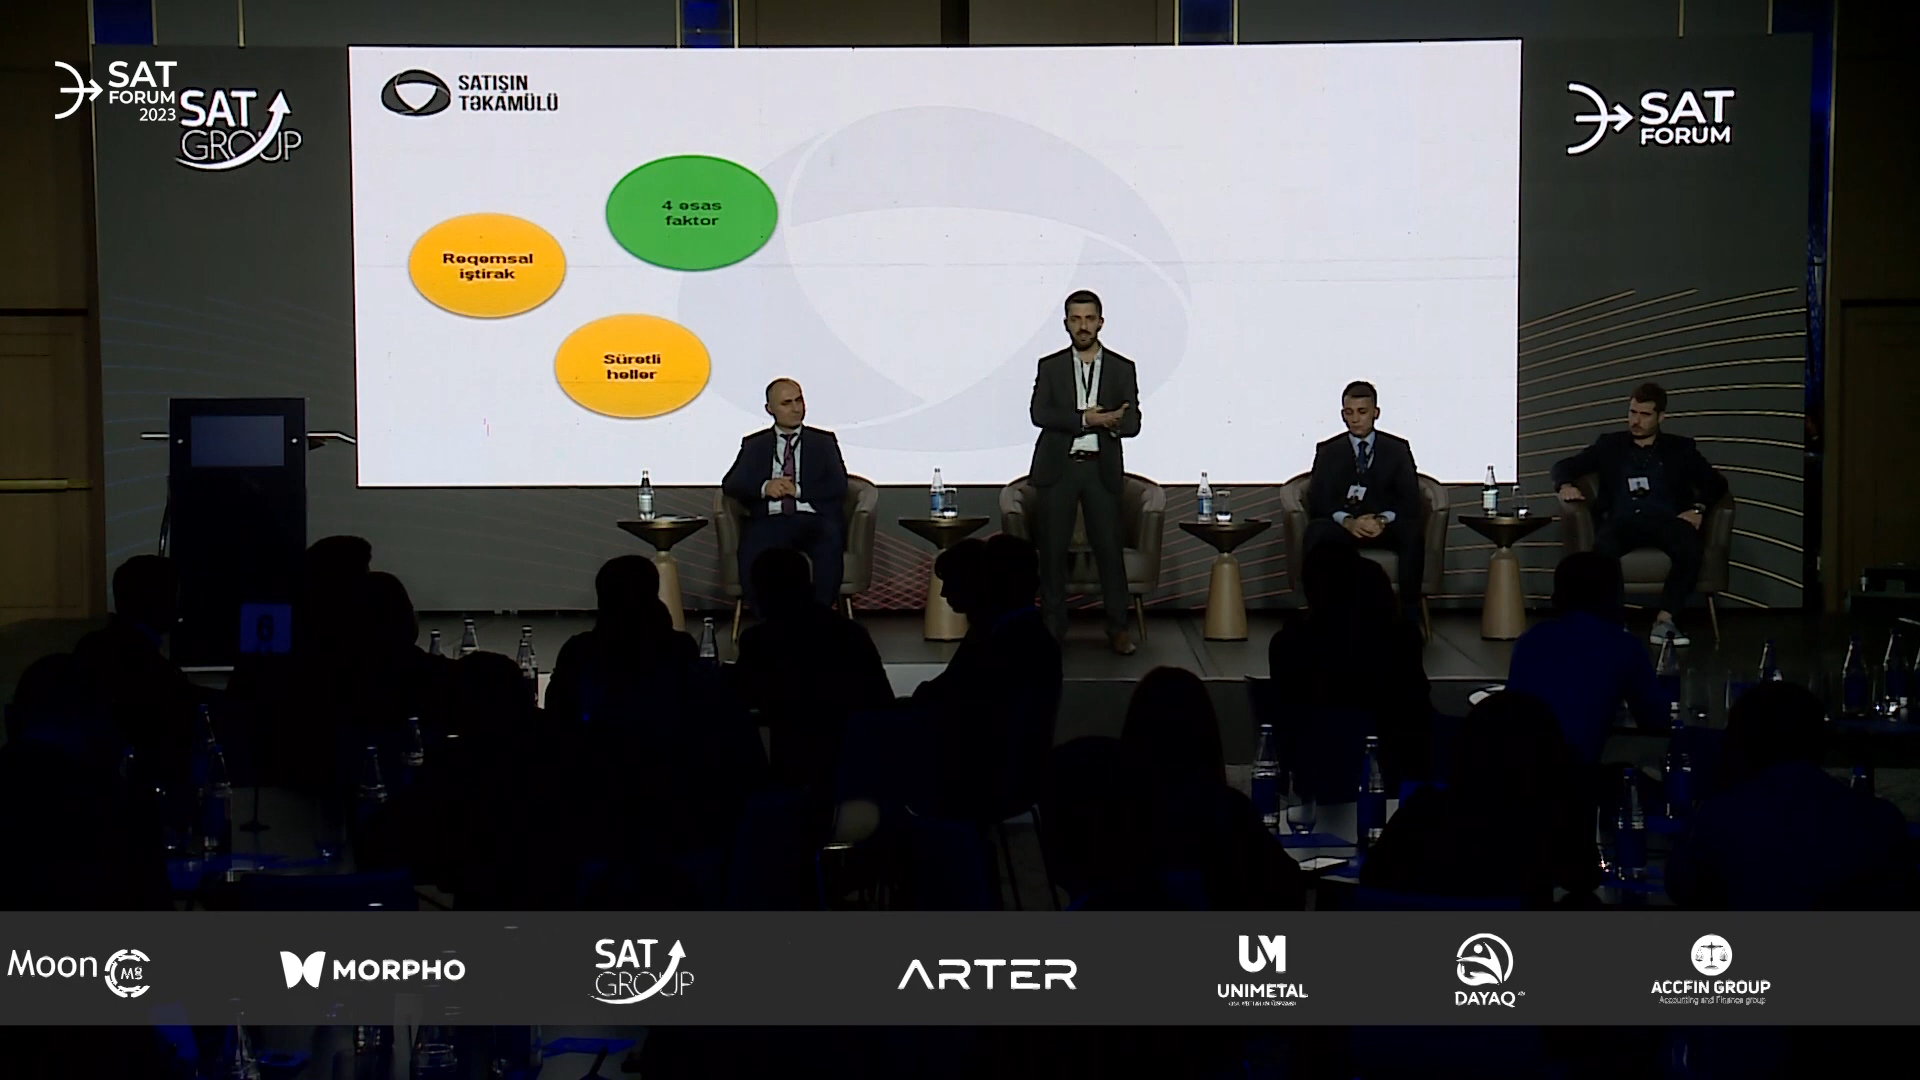 SAT
FORUM
2023
SAT
GROUP
SATIŞIN
TƏKAMÜLÜ
4 əsas
faktor
Rəqəmsal
iştirak
Sürətli
həllər
SAT
FORUM
Moon
M8
MORPHO
SAT
GROUP
ARTER
UM
UNIMETAL
DAYAQ
ACCFIN GROUP
Accounting and Finance group